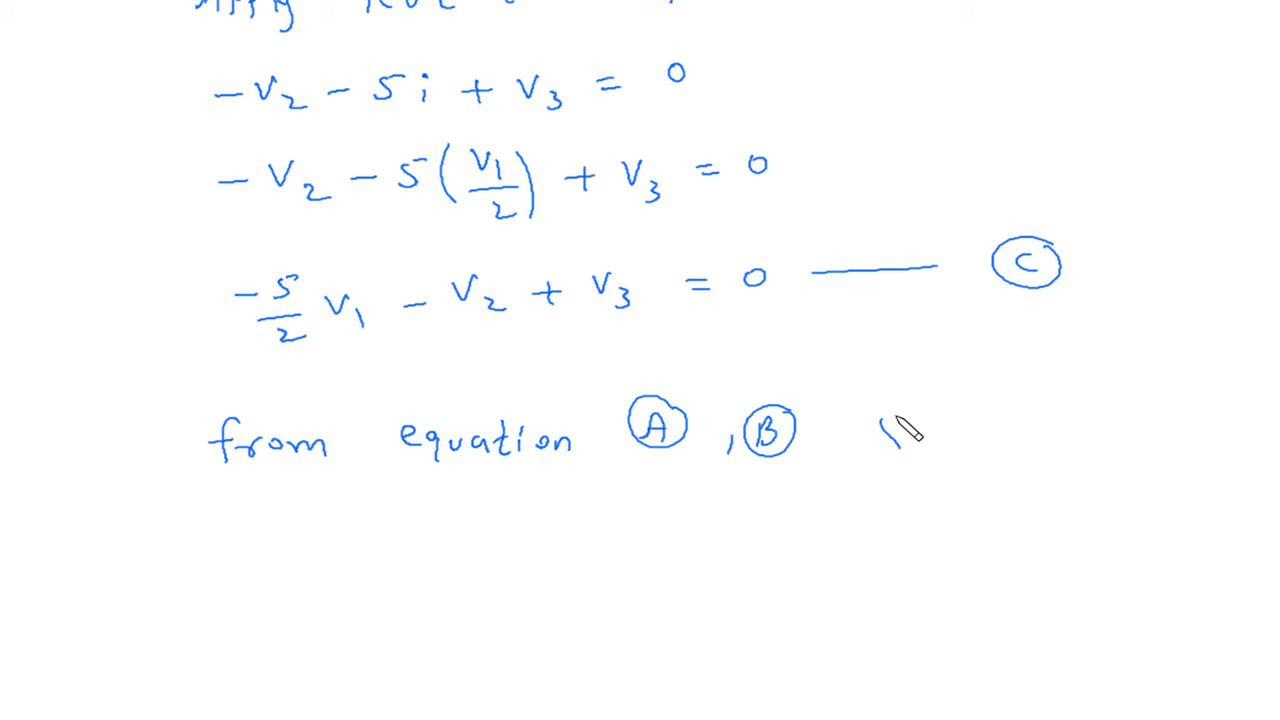 -V2 - 5i + V3 = 0
-V2 - 5(V1/2) + V3 = 0
-5/2 V1 - V2 + V3 = 0 —— C
from equation A , B